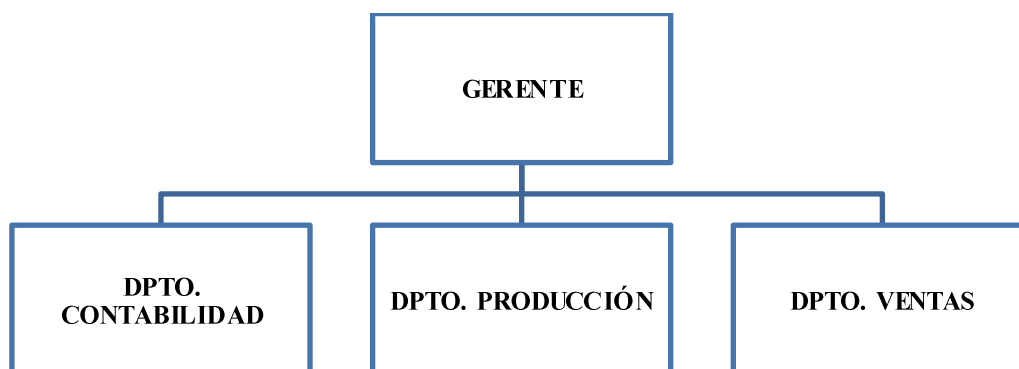 GERENTE
DPTO.
CONTABILIDAD
DPTO. PRODUCCIÓN
DPTO. VENTAS